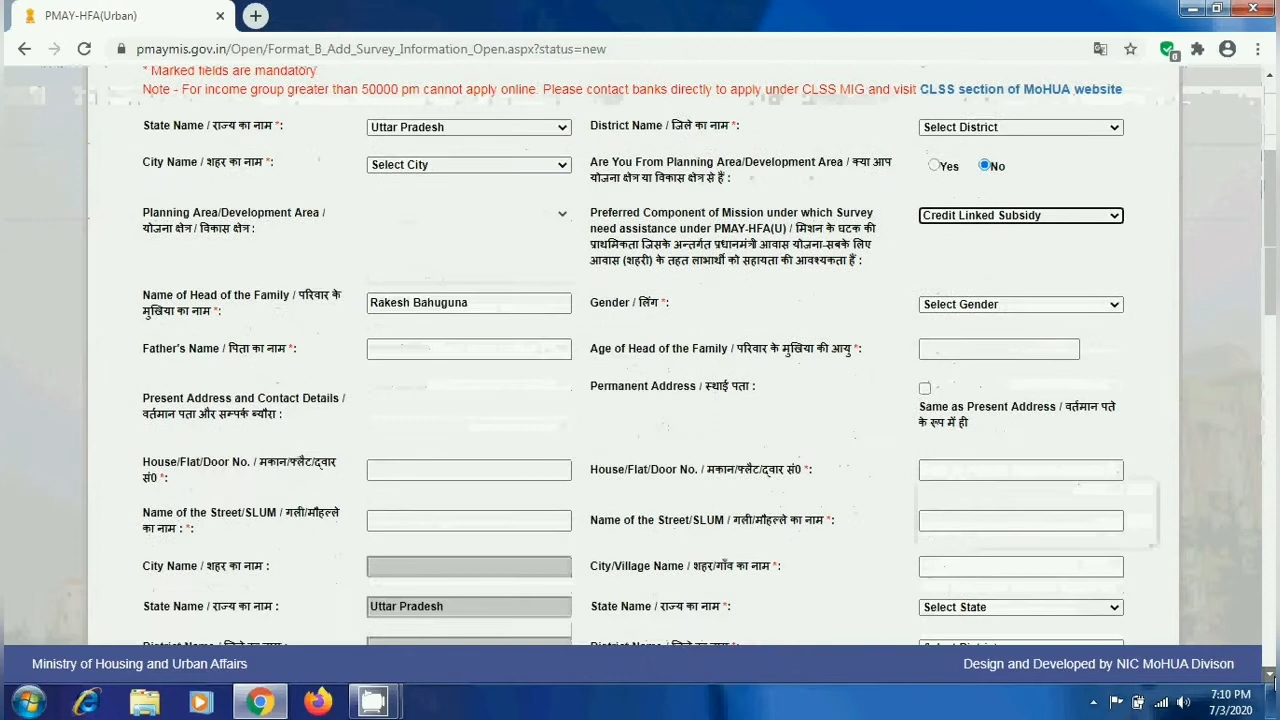 PMAY-HFA(Urban)
pmaymis.gov.in/Open/Format_B_Add_Survey_Information_Open.aspx?status=new
* Marked fields are mandatory
Note - For income group greater than 50000 pm cannot apply online. Please contact banks directly to apply under CLSS MIG and visit CLSS section of MoHUA website
State Name / राज्य का नाम *:
Uttar Pradesh
District Name / जिले का नाम *:
Select District
City Name / शहर का नाम *:
Select City
Are You From Planning Area/Development Area / क्या आप
योजना क्षेत्र या विकास क्षेत्र से हैं :
Yes
No
Planning Area/Development Area /
योजना क्षेत्र / विकास क्षेत्र :
Preferred Component of Mission under which Survey
need assistance under PMAY-HFA(U) / मिशन के घटक की
प्राथमिकता जिसके अन्तर्गत प्रधानमंत्री आवास योजना-सबके लिए
आवास (शहरी) के तहत लाभार्थी को सहायता की आवश्यकता हैं :
Credit Linked Subsidy
Name of Head of the Family / परिवार के
मुखिया का नाम *:
Rakesh Bahuguna
Gender / लिंग *:
Select Gender
Father's Name / पिता का नाम *:
Age of Head of the Family / परिवार के मुखिया की आयु *:
Present Address and Contact Details /
वर्तमान पता और सम्पर्क ब्यौरा :
Permanent Address / स्थाई पता :
Same as Present Address / वर्तमान पते
के रूप में ही
House/Flat/Door No. / मकान/फ्लैट/द्वार
सं0 *:
House/Flat/Door No. / मकान/फ्लैट/द्वार सं0 *:
Name of the Street/SLUM / गली/मौहल्ले
का नाम : *:
Name of the Street/SLUM / गली/मौहल्ले का नाम *:
City Name / शहर का नाम :
City/Village Name / शहर/गाँव का नाम *:
State Name / राज्य का नाम :
Uttar Pradesh
State Name / राज्य का नाम *:
Select State
Ministry of Housing and Urban Affairs
Design and Developed by NIC MoHUA Divison
7:10 PM
7/3/2020